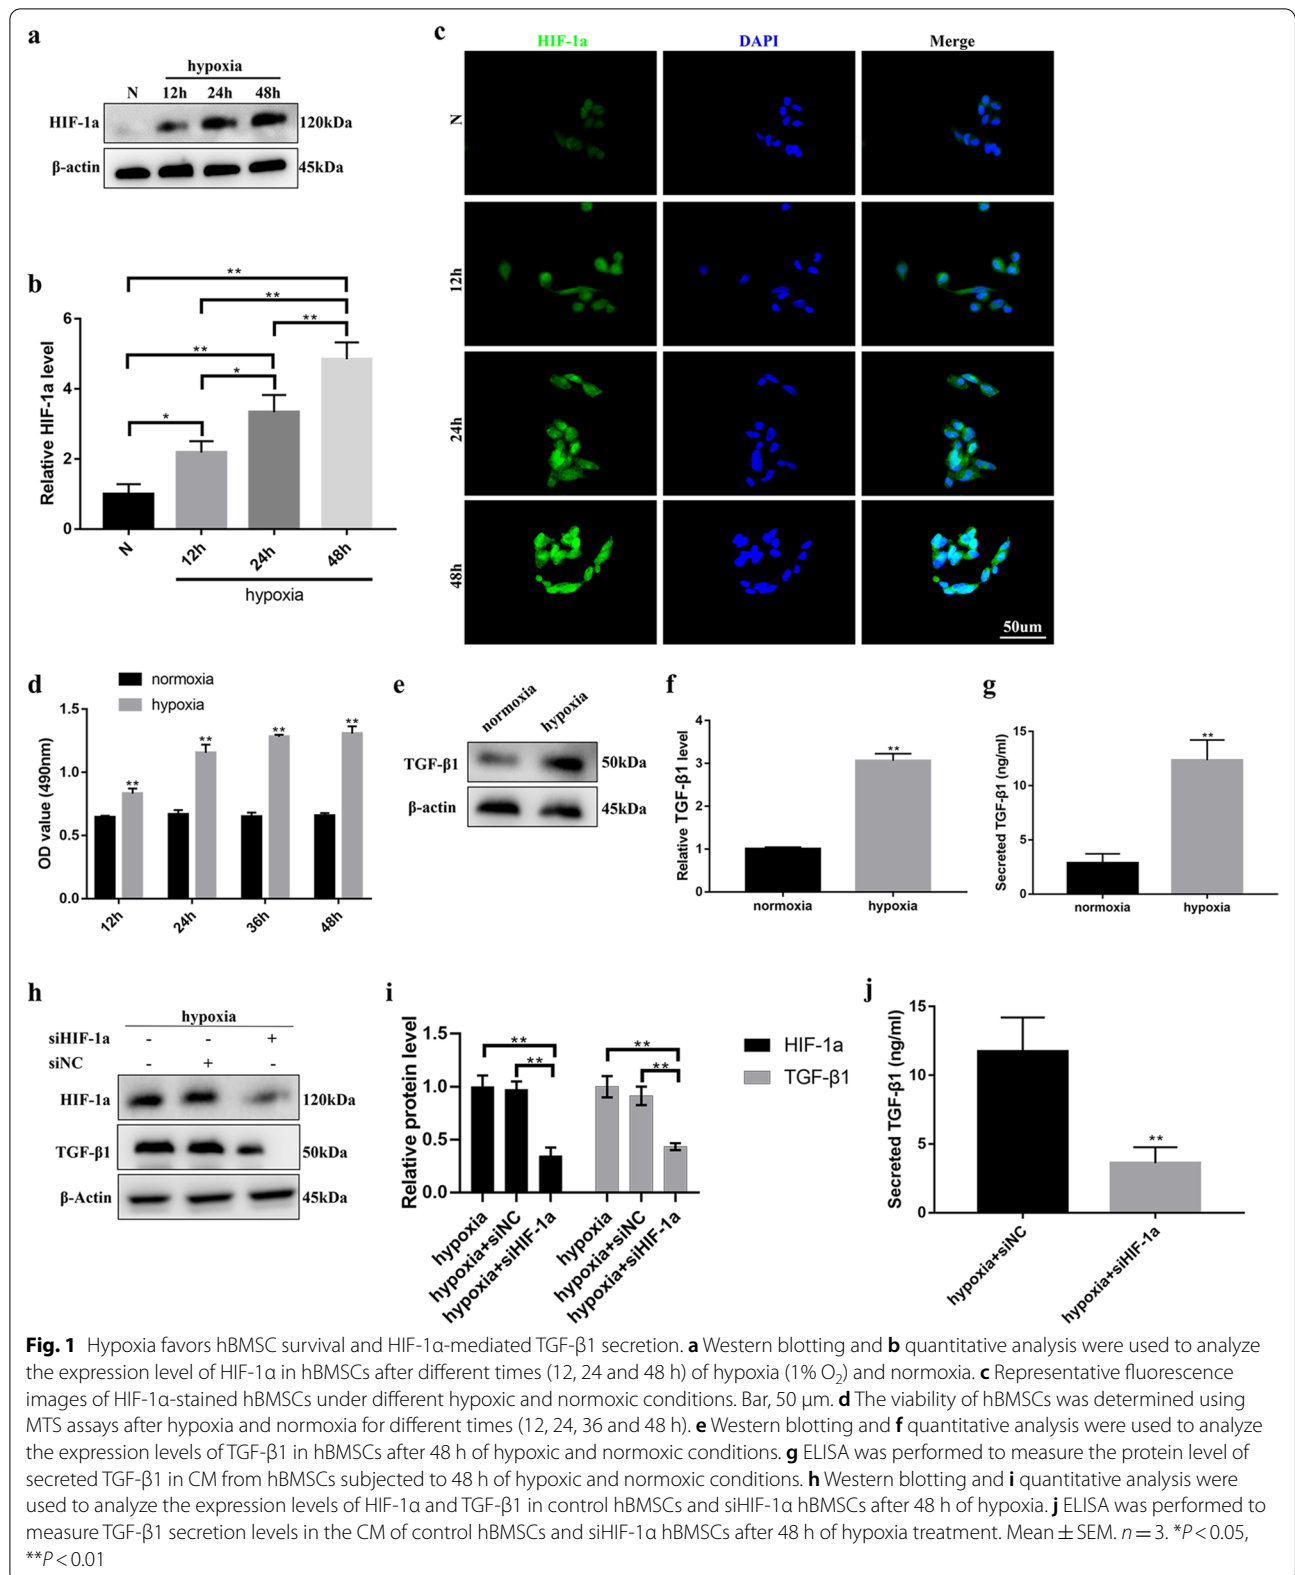 a
hypoxia
N 12h 24h 48h
HIF-1a 120kDa
β-actin 45kDa
b
** 
**
**
**
*
*
Relative HIF-1a level
6
4
2
0
N 12h 24h 48h
hypoxia
c
HIF-1a DAPI Merge
N
12h
24h
48h
50um
d
normoxia
hypoxia
OD value (490nm)
1.5
1.0
0.5
0.0
** ** ** **
12h 24h 36h 48h
e
normoxia hypoxia
TGF-β1 50kDa
β-actin 45kDa
f
Relative TGF-β1 level
4
3
2
1
0
**
normoxia hypoxia
g
Secreted TGF-β1 (ng/ml)
15
10
5
0
**
normoxia hypoxia
h
hypoxia
siHIF-1a - - +
siNC - + -
HIF-1a 120kDa
TGF-β1 50kDa
β-Actin 45kDa
i
Relative protein level
1.5
1.0
0.5
0.0
** **
** **
HIF-1a
TGF-β1
hypoxia hypoxia+siNC hypoxia+siHIF-1a hypoxia hypoxia+siNC hypoxia+siHIF-1a
j
Secreted TGF-β1 (ng/ml)
15
10
5
0
**
hypoxia+siNC hypoxia+siHIF-1a
Fig. 1 Hypoxia favors hBMSC survival and HIF-1α-mediated TGF-β1 secretion. a Western blotting and b quantitative analysis were used to analyze
the expression level of HIF-1α in hBMSCs after different times (12, 24 and 48 h) of hypoxia (1% O₂) and normoxia. c Representative fluorescence
images of HIF-1α-stained hBMSCs under different hypoxic and normoxic conditions. Bar, 50 μm. d The viability of hBMSCs was determined using
MTS assays after hypoxia and normoxia for different times (12, 24, 36 and 48 h). e Western blotting and f quantitative analysis were used to analyze
the expression levels of TGF-β1 in hBMSCs after 48 h of hypoxic and normoxic conditions. g ELISA was performed to measure the protein level of
secreted TGF-β1 in CM from hBMSCs subjected to 48 h of hypoxic and normoxic conditions. h Western blotting and i quantitative analysis were
used to analyze the expression levels of HIF-1α and TGF-β1 in control hBMSCs and siHIF-1α hBMSCs after 48 h of hypoxia. j ELISA was performed to
measure TGF-β1 secretion levels in the CM of control hBMSCs and siHIF-1α hBMSCs after 48 h of hypoxia treatment. Mean ± SEM. n = 3. *P < 0.05,
**P < 0.01